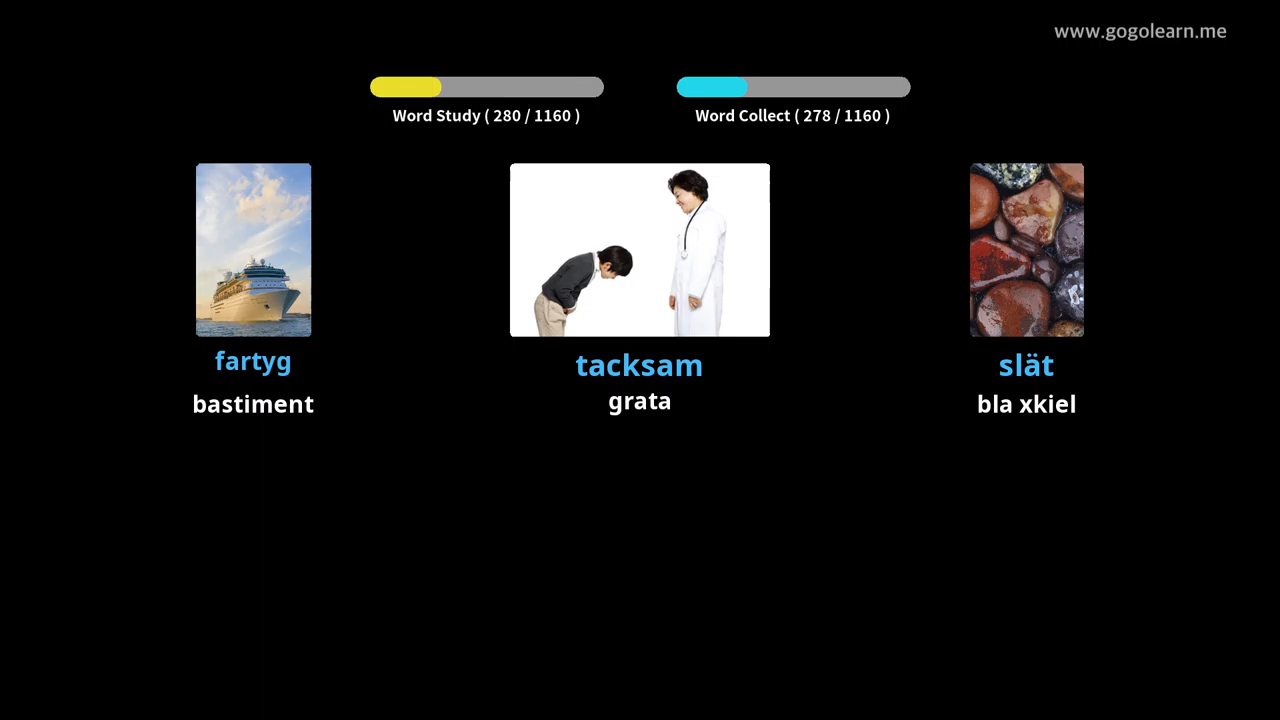 www.gogolearn.me
Word Study ( 280 / 1160 )
Word Collect ( 278 / 1160 )
fartyg
bastiment
tacksam
grata
slät
bla xkiel